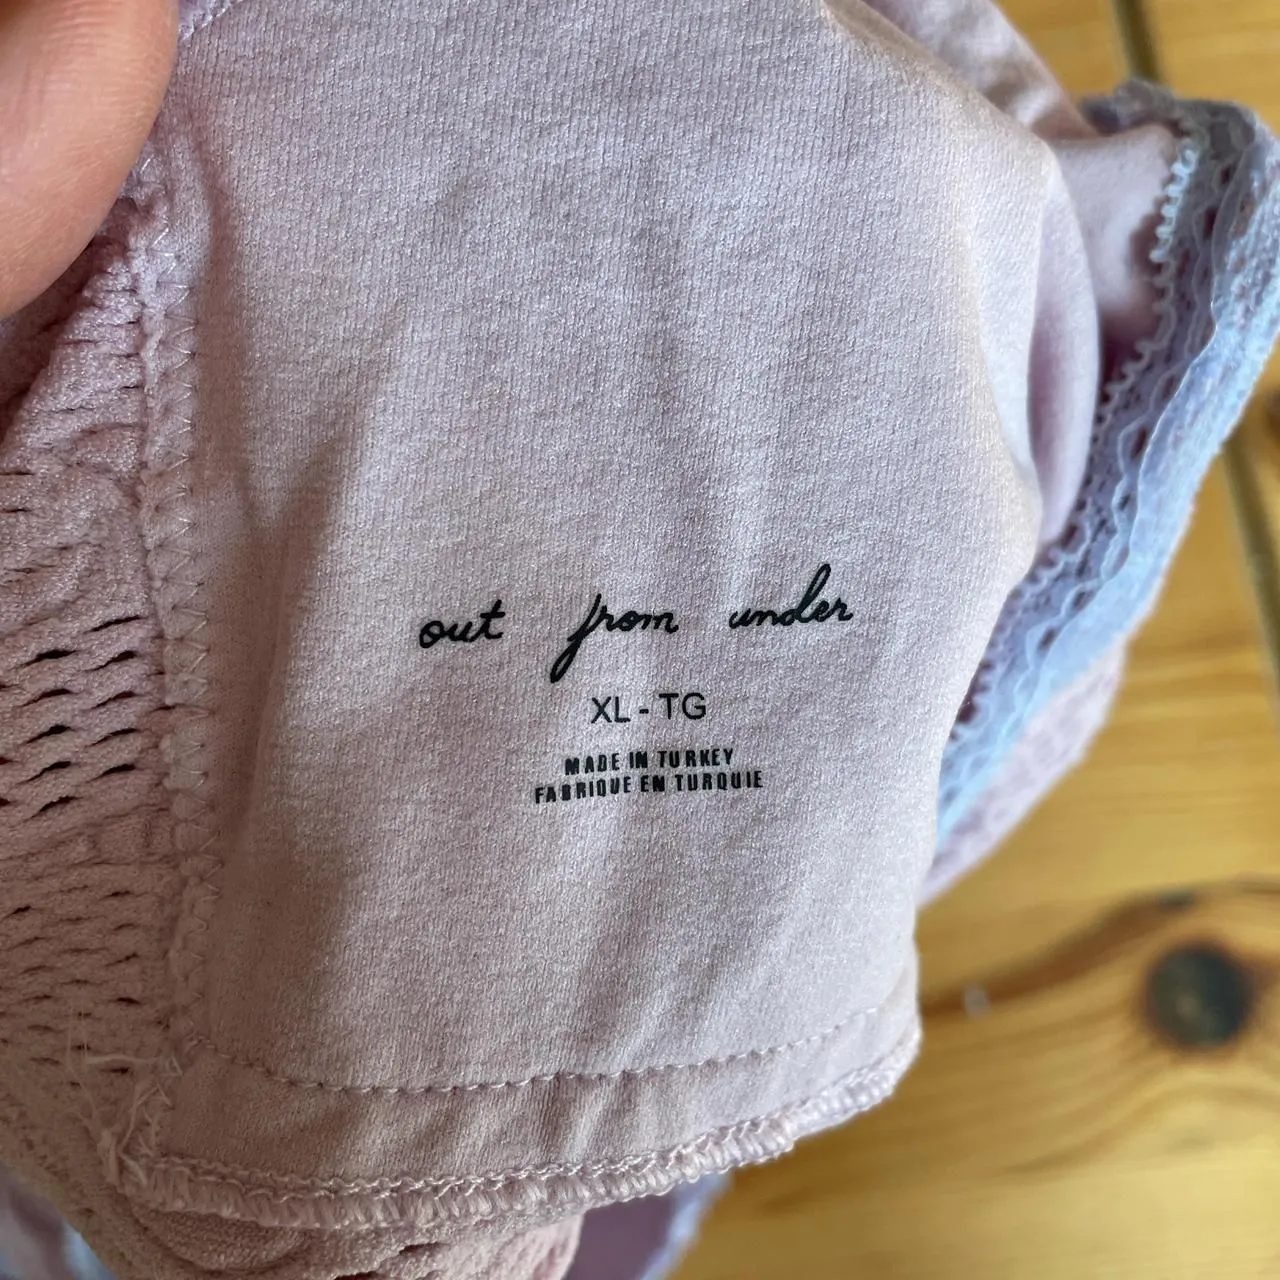 out from under
XL - TG
MADE IN TURKEY
FABRIQUE EN TURQUIE